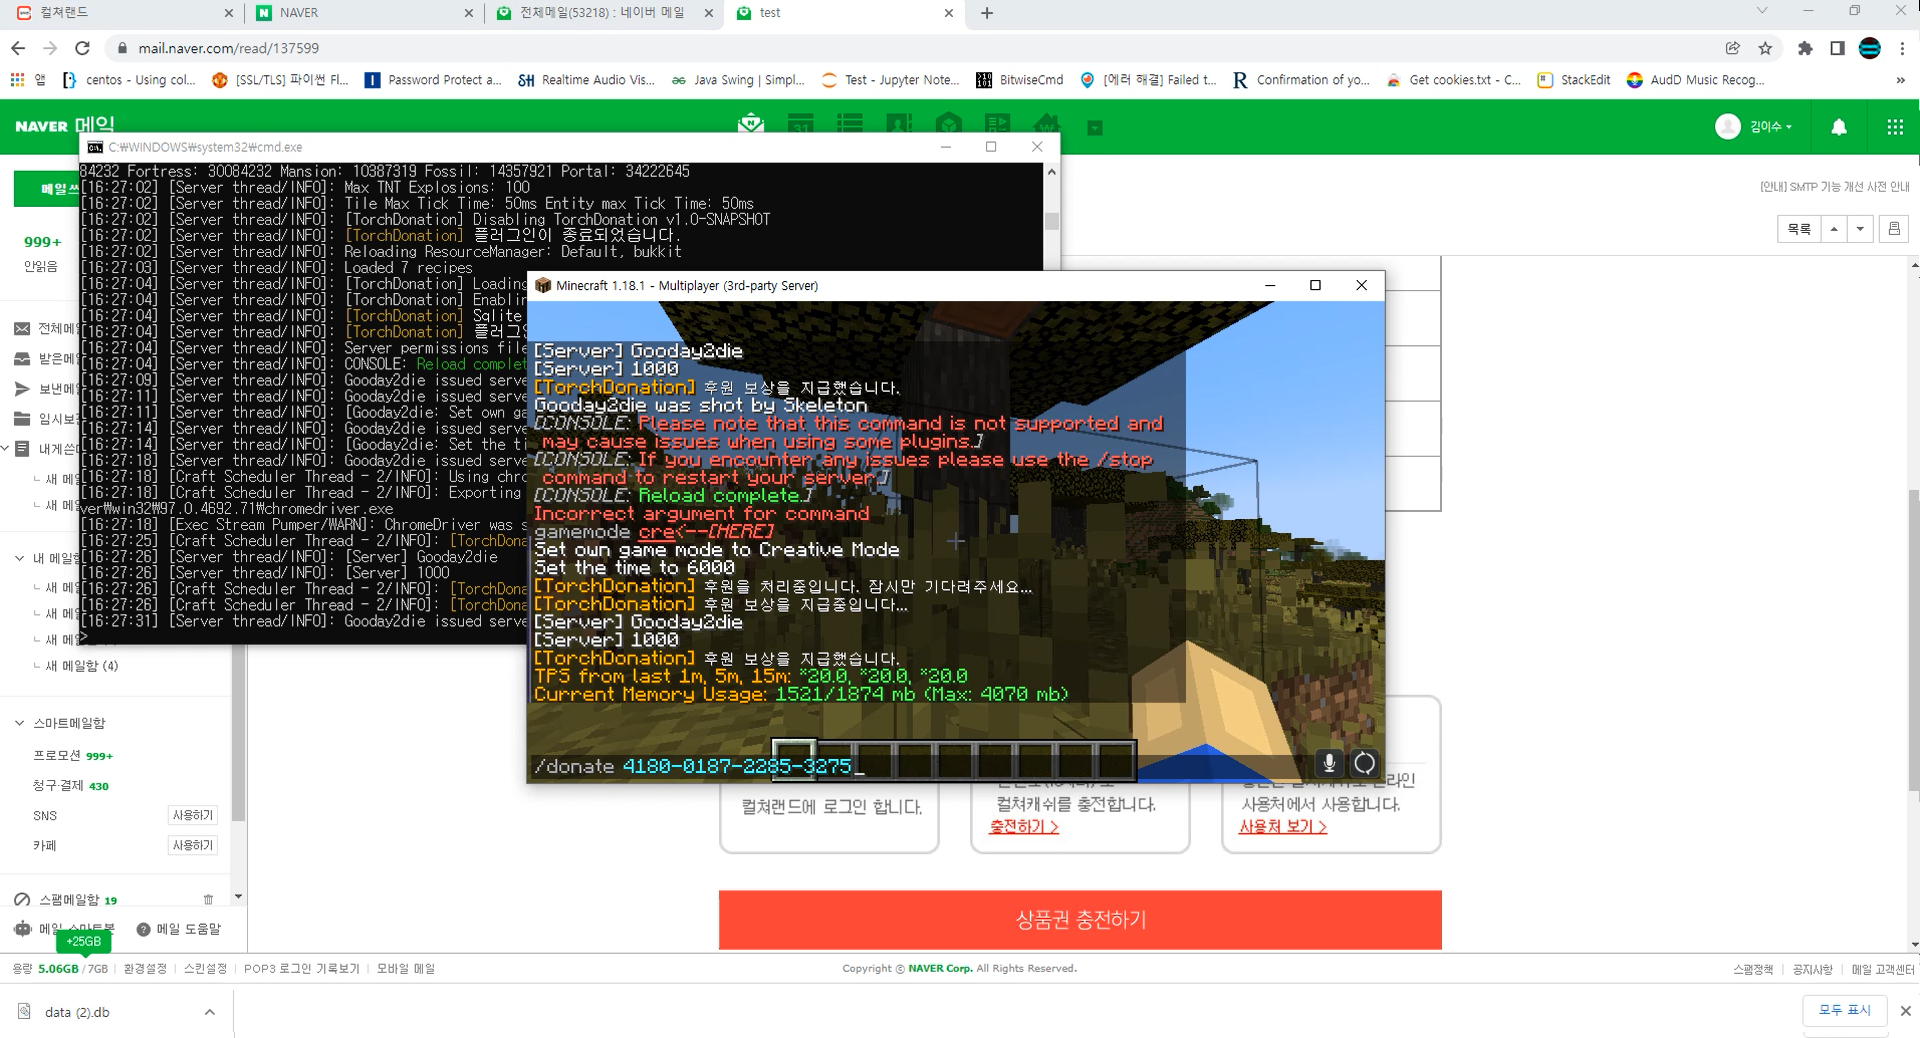 컬쳐랜드
NAVER
전체메일(53218) : 네이버 메일
test
mail.naver.com/read/137599
앱
centos - Using col...
[SSL/TLS] 파이썬 Fl...
Password Protect a...
Realtime Audio Vis...
Java Swing | Simpl...
Test - Jupyter Note...
BitwiseCmd
[에러 해결] Failed t...
Confirmation of yo...
Get cookies.txt - C...
StackEdit
AudD Music Recog...
NAVER 메일
김이수
[안내] SMTP 기능 개선 사전 안내
목록
메일쓰
999+
안읽음
전체메일
받은메
보낸메
임시보
내게쓴
새 메
새 메
내 메일함
새 메
새 메
새 메
새 메일함 (4)
스마트메일함
프로모션 999+
청구·결제 430
SNS 사용하기
카페 사용하기
스팸메일함 19
메일 스마트봇
메일 도움말
+25GB
용량 5.06GB / 7GB
환경설정
스킨설정
POP3 로그인 기록보기
모바일 메일
C:₩WINDOWS₩system32₩cmd.exe
84232 Fortress: 30084232 Mansion: 10387319 Fossil: 14357921 Portal: 34222645
[16:27:02] [Server thread/INFO]: Max TNT Explosions: 100
[16:27:02] [Server thread/INFO]: Tile Max Tick Time: 50ms Entity max Tick Time: 50ms
[16:27:02] [Server thread/INFO]: [TorchDonation] Disabling TorchDonation v1.0-SNAPSHOT
[16:27:02] [Server thread/INFO]: [TorchDonation] 플러그인이 종료되었습니다.
[16:27:02] [Server thread/INFO]: Reloading ResourceManager: Default, bukkit
[16:27:03] [Server thread/INFO]: Loaded 7 recipes
[16:27:04] [Server thread/INFO]: [TorchDonation] Loading
[16:27:04] [Server thread/INFO]: [TorchDonation] Enablin
[16:27:04] [Server thread/INFO]: [TorchDonation] Sqlite
[16:27:04] [Server thread/INFO]: [TorchDonation] 플러그인
[16:27:04] [Server thread/INFO]: Server permissions file
[16:27:04] [Server thread/INFO]: CONSOLE: Reload complet
[16:27:09] [Server thread/INFO]: Gooday2die issued serve
[16:27:11] [Server thread/INFO]: Gooday2die issued serve
[16:27:11] [Server thread/INFO]: [Gooday2die: Set own ga
[16:27:14] [Server thread/INFO]: Gooday2die issued serve
[16:27:14] [Server thread/INFO]: [Gooday2die: Set the ti
[16:27:18] [Server thread/INFO]: Gooday2die issued serve
[16:27:18] [Craft Scheduler Thread - 2/INFO]: Using chro
[16:27:18] [Craft Scheduler Thread - 2/INFO]: Exporting
ver₩win32₩97.0.4692.71₩chromedriver.exe
[16:27:18] [Exec Stream Pumper/WARN]: ChromeDriver was s
[16:27:25] [Craft Scheduler Thread - 2/INFO]: [TorchDona
[16:27:26] [Server thread/INFO]: [Server] Gooday2die
[16:27:26] [Server thread/INFO]: [Server] 1000
[16:27:26] [Craft Scheduler Thread - 2/INFO]: [TorchDona
[16:27:26] [Craft Scheduler Thread - 2/INFO]: [TorchDona
[16:27:31] [Server thread/INFO]: Gooday2die issued serve
>
Minecraft 1.18.1 - Multiplayer (3rd-party Server)
[Server] Gooday2die
[Server] 1000
[TorchDonation] 후원 보상을 지급했습니다.
Gooday2die was shot by Skeleton
[CONSOLE: Please note that this command is not supported and
may cause issues when using some plugins.]
[CONSOLE: If you encounter any issues please use the /stop
command to restart your server.]
[CONSOLE: Reload complete.]
Incorrect argument for command
gamemode cre<--[HERE]
Set own game mode to Creative Mode
Set the time to 6000
[TorchDonation] 후원을 처리중입니다. 잠시만 기다려주세요...
[TorchDonation] 후원 보상을 지급중입니다...
[Server] Gooday2die
[Server] 1000
[TorchDonation] 후원 보상을 지급했습니다.
TPS from last 1m, 5m, 15m: *20.0, *20.0, *20.0
Current Memory Usage: 1521/1874 mb (Max: 4070 mb)
/donate 4180-0187-2285-3275_
컬쳐랜드에 로그인 합니다.
컬쳐캐쉬를 충전합니다.
충전하기 >
사용처에서 사용합니다.
사용처 보기 >
상품권 충전하기
Copyright © NAVER Corp. All Rights Reserved.
스팸정책
공지사항
메일 고객센터
data (2).db
모두 표시